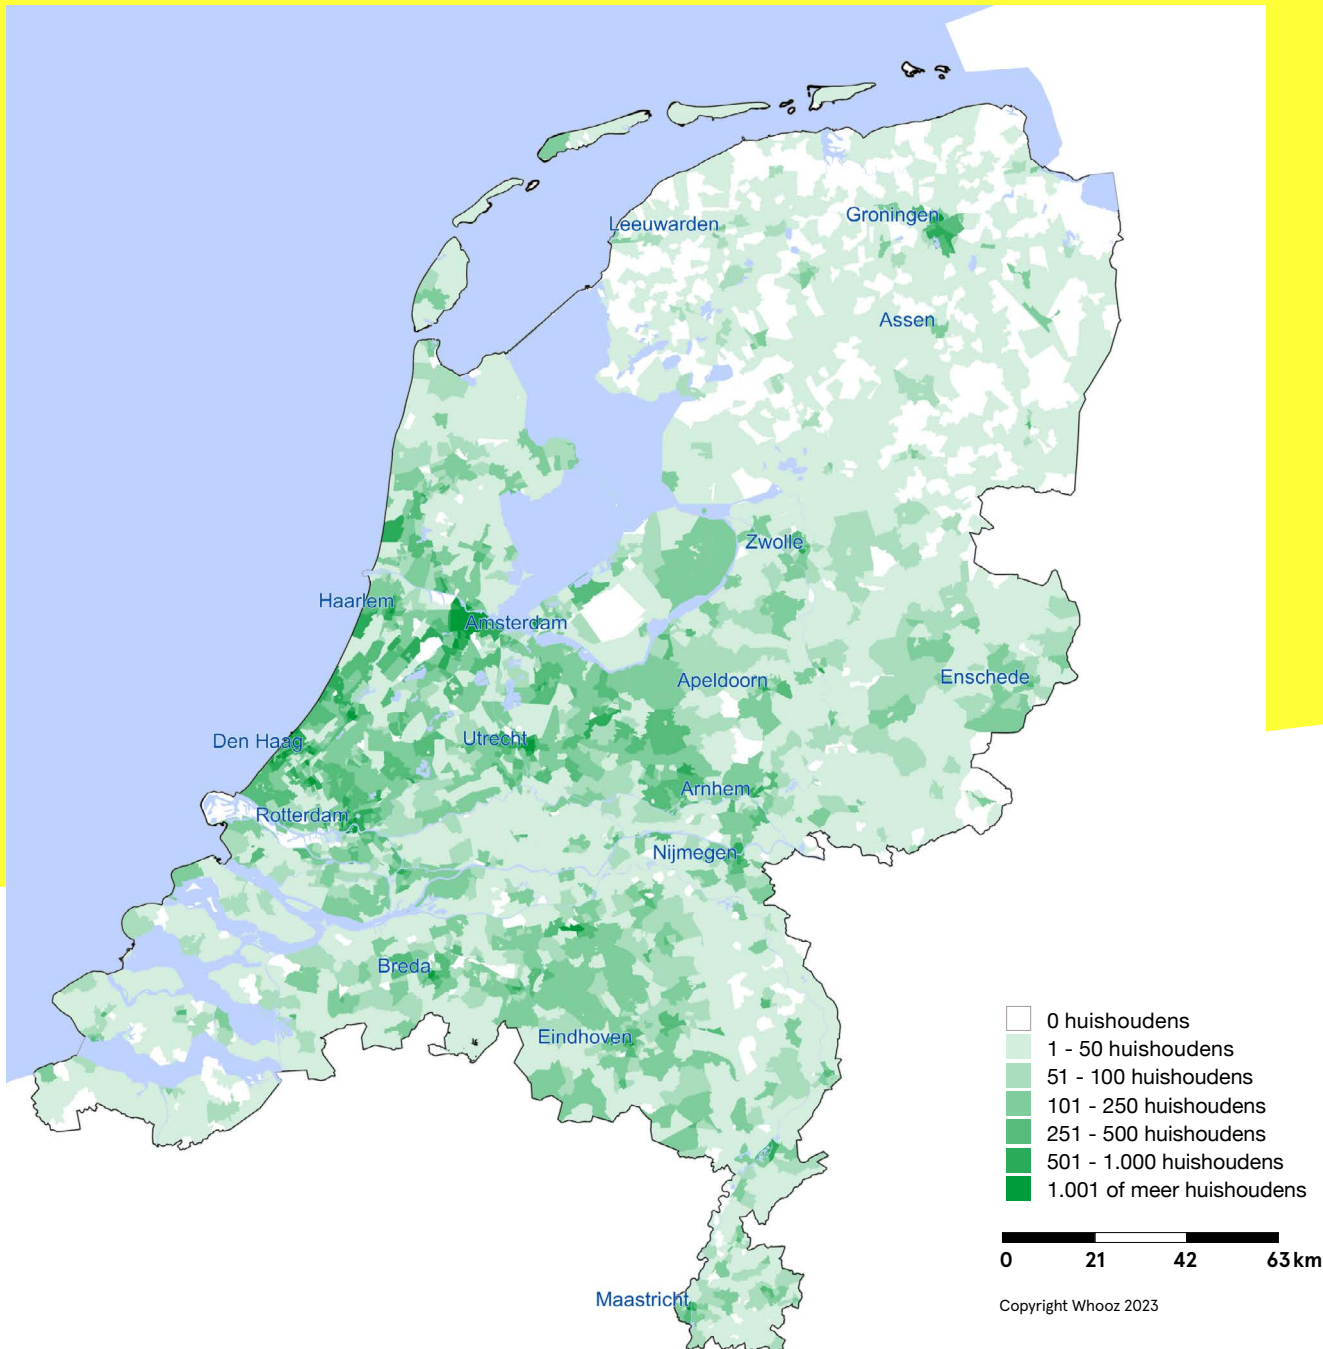 Leeuwarden
Groningen
Assen
Zwolle
Haarlem
Amsterdam
Apeldoorn
Enschede
Den Haag
Utrecht
Arnhem
Rotterdam
Nijmegen
Breda
Eindhoven
Maastricht
0 huishoudens
1 - 50 huishoudens
51 - 100 huishoudens
101 - 250 huishoudens
251 - 500 huishoudens
501 - 1.000 huishoudens
1.001 of meer huishoudens
0 21 42 63 km
Copyright Whooz 2023